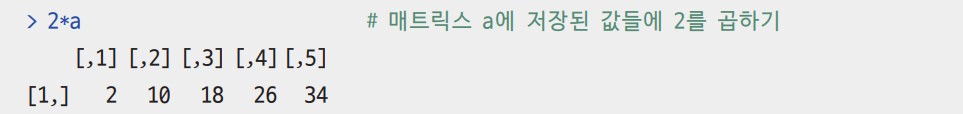 > 2*a # 매트릭스 a에 저장된 값들에 2를 곱하기
[,1] [,2] [,3] [,4] [,5]
[1,] 2 10 18 26 34